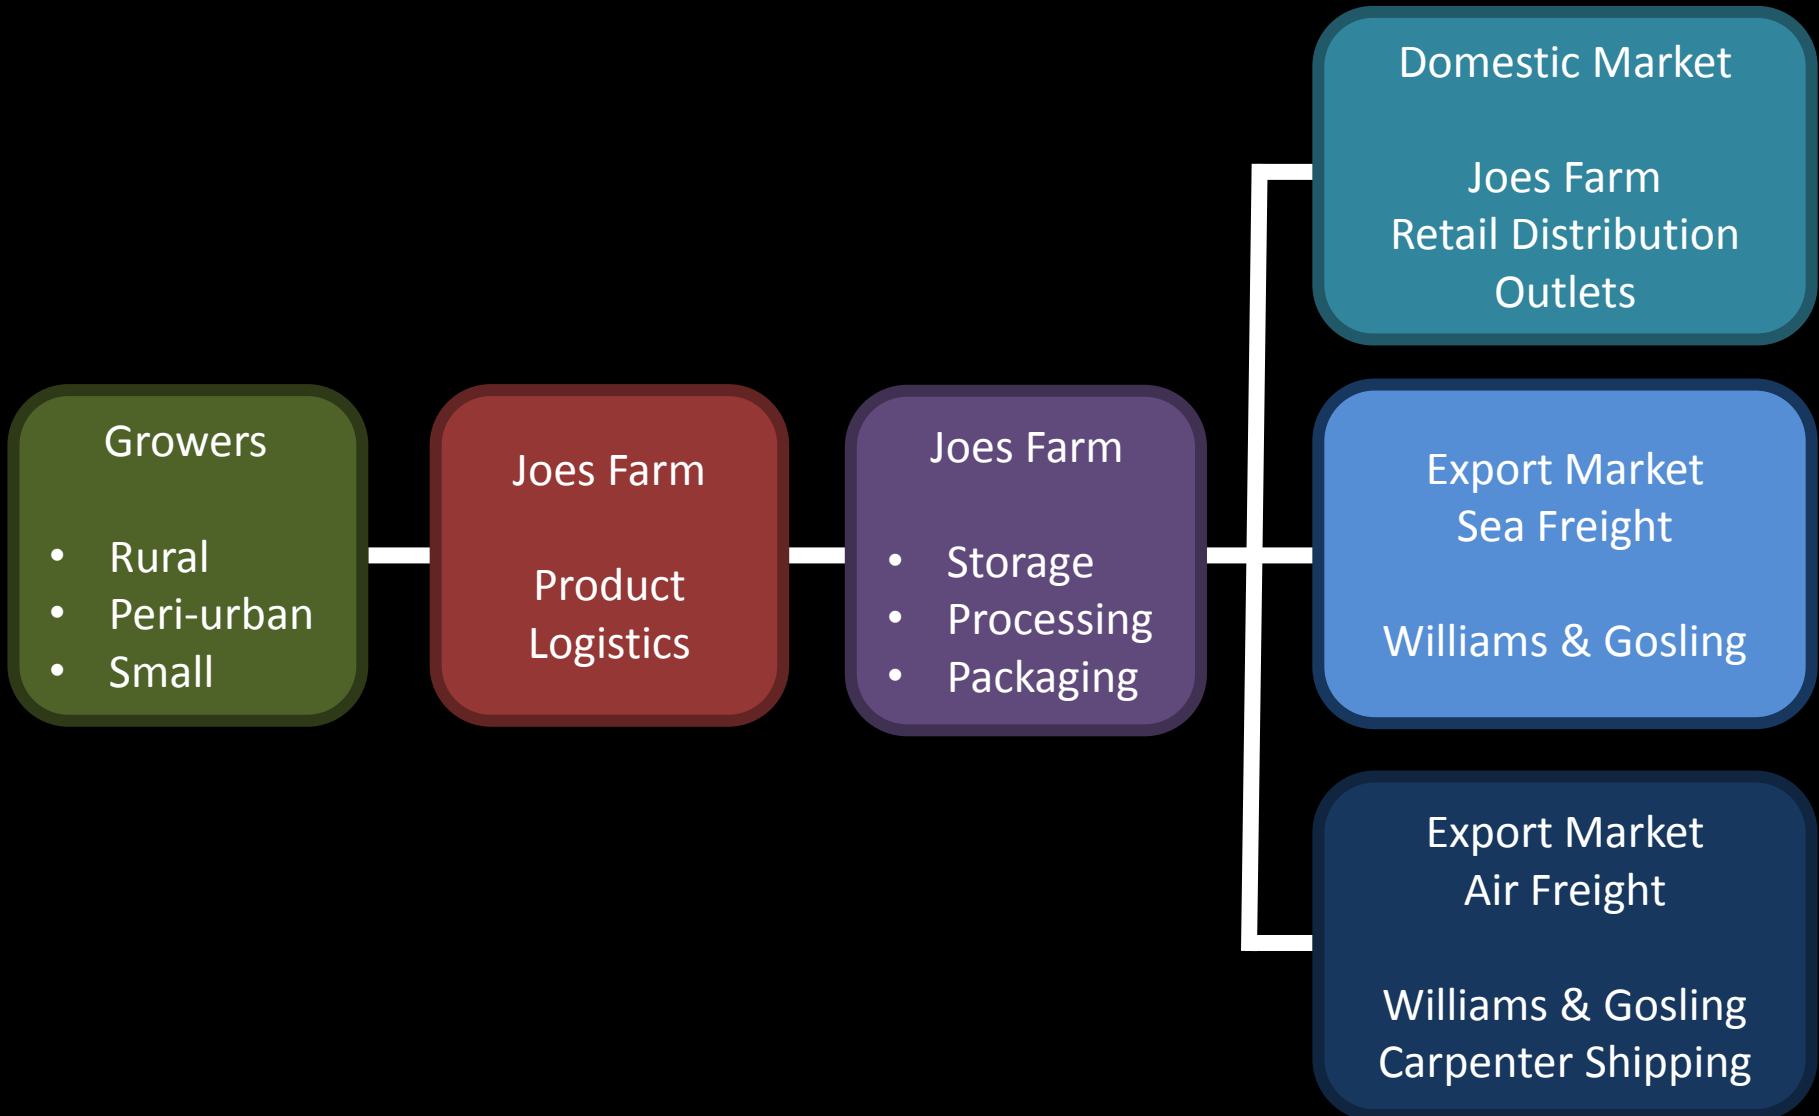 Growers
• Rural
• Peri-urban
• Small
Joes Farm
Product
Logistics
Joes Farm
• Storage
• Processing
• Packaging
Domestic Market
Joes Farm
Retail Distribution
Outlets
Export Market
Sea Freight
Williams & Gosling
Export Market
Air Freight
Williams & Gosling
Carpenter Shipping